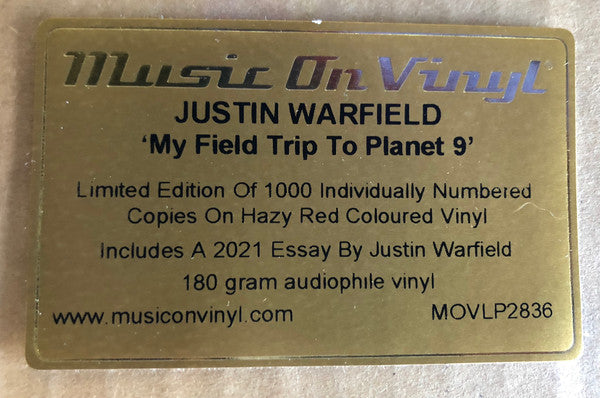 Music On Vinyl
JUSTIN WARFIELD
‘My Field Trip To Planet 9’
Limited Edition Of 1000 Individually Numbered
Copies On Hazy Red Coloured Vinyl
Includes A 2021 Essay By Justin Warfield
180 gram audiophile vinyl
www.musiconvinyl.com MOVLP2836